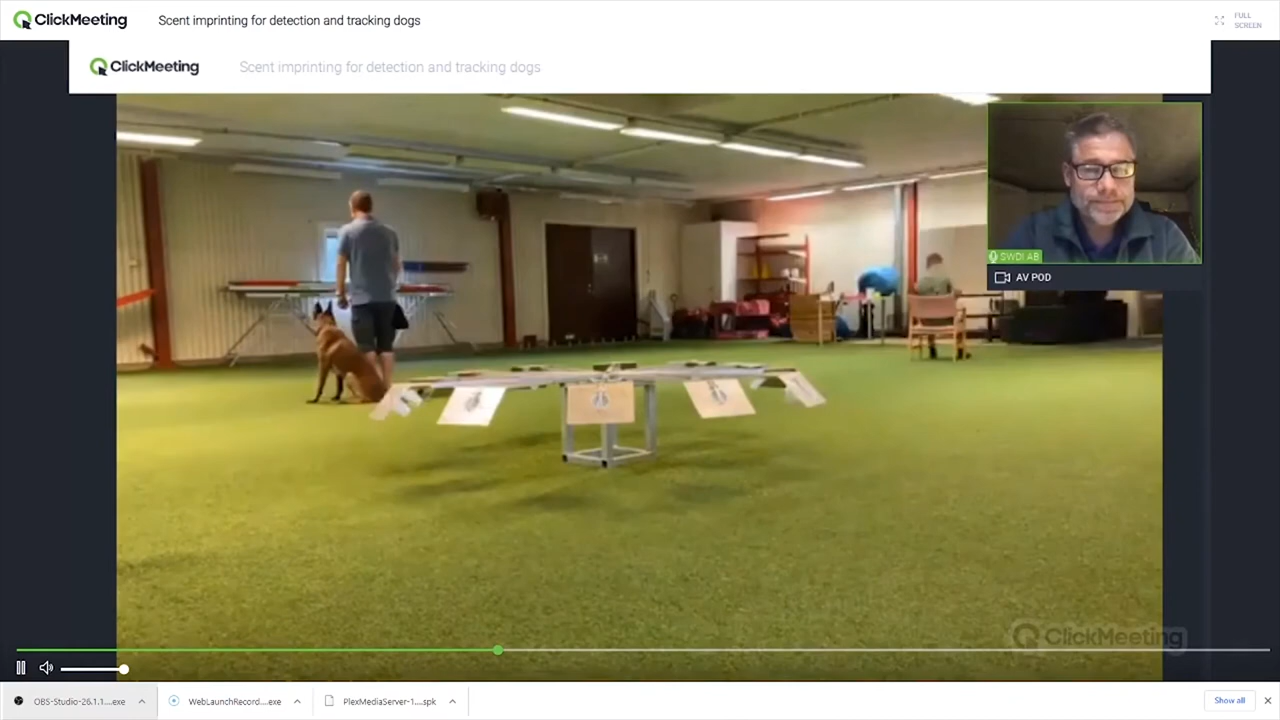 ClickMeeting
Scent imprinting for detection and tracking dogs
FULL
SCREEN
ClickMeeting
Scent imprinting for detection and tracking dogs
SWDI AB
AV POD
ClickMeeting
OBS-Studio-26.1.1....exe
WebLaunchRecord....exe
PlexMediaServer-1....spk
Show all